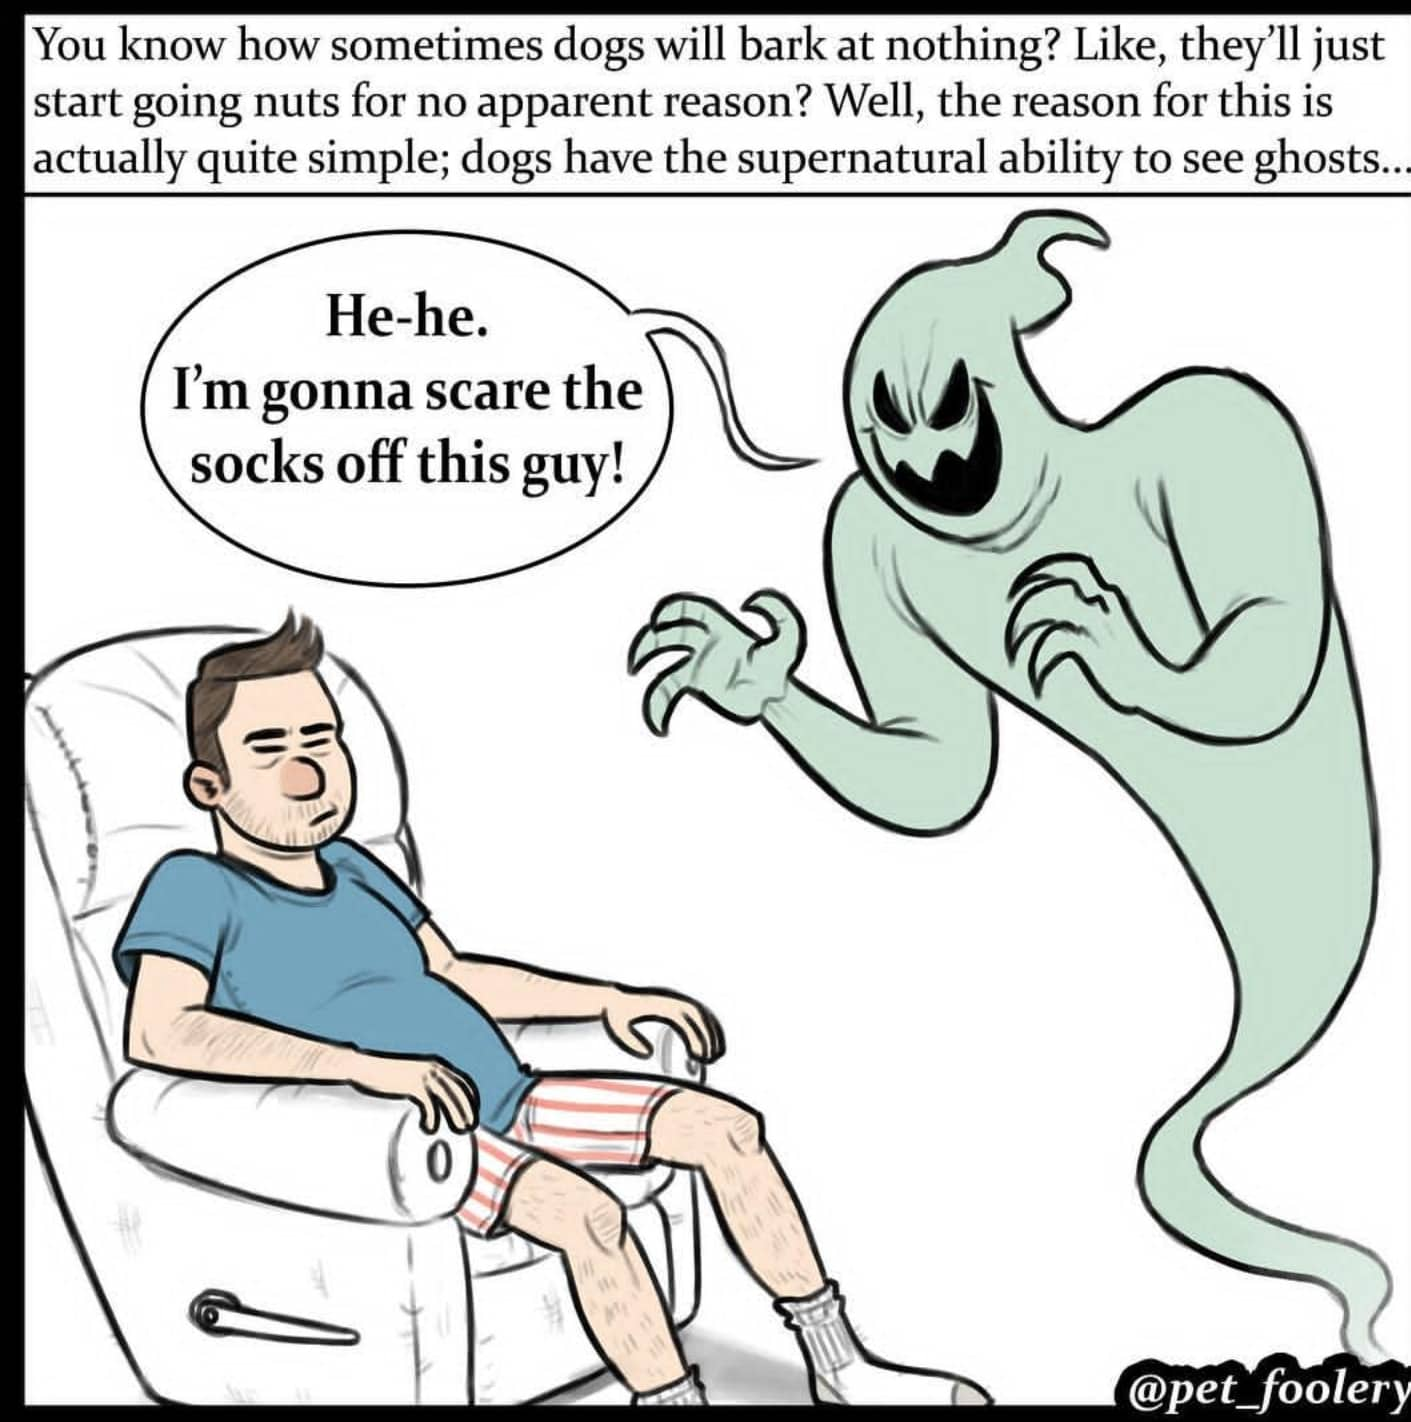 You know how sometimes dogs will bark at nothing? Like, they’ll just
start going nuts for no apparent reason? Well, the reason for this is
actually quite simple; dogs have the supernatural ability to see ghosts...
He-he.
I’m gonna scare the
socks off this guy!
@pet_foolery